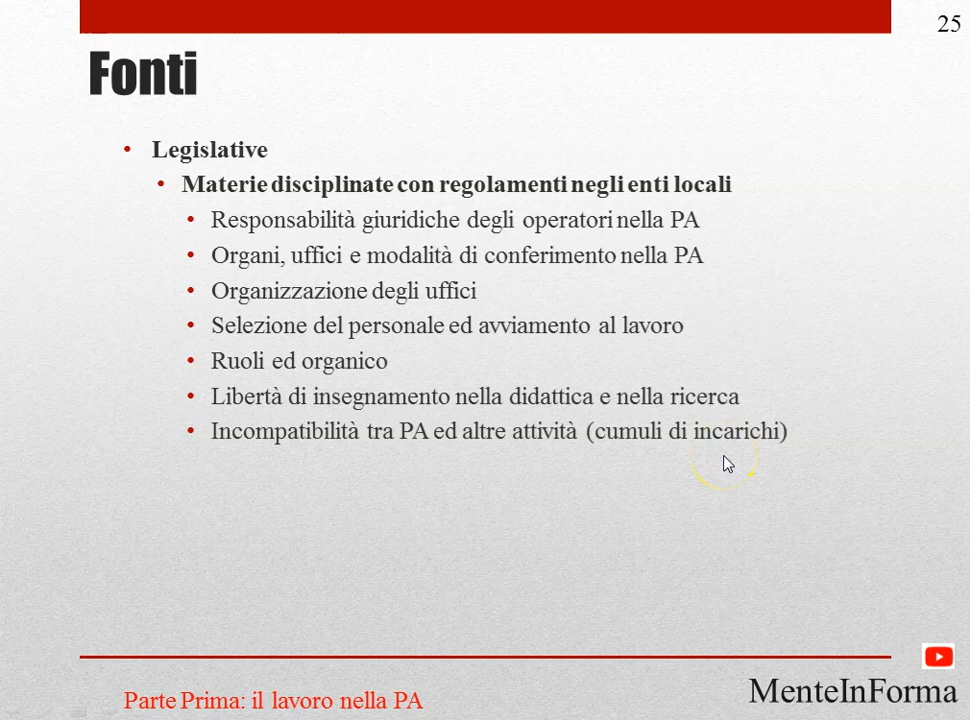 25
Fonti
• Legislative
• Materie disciplinate con regolamenti negli enti locali
• Responsabilità giuridiche degli operatori nella PA
• Organi, uffici e modalità di conferimento nella PA
• Organizzazione degli uffici
• Selezione del personale ed avviamento al lavoro
• Ruoli ed organico
• Libertà di insegnamento nella didattica e nella ricerca
• Incompatibilità tra PA ed altre attività (cumuli di incarichi)
Parte Prima: il lavoro nella PA
MenteInForma